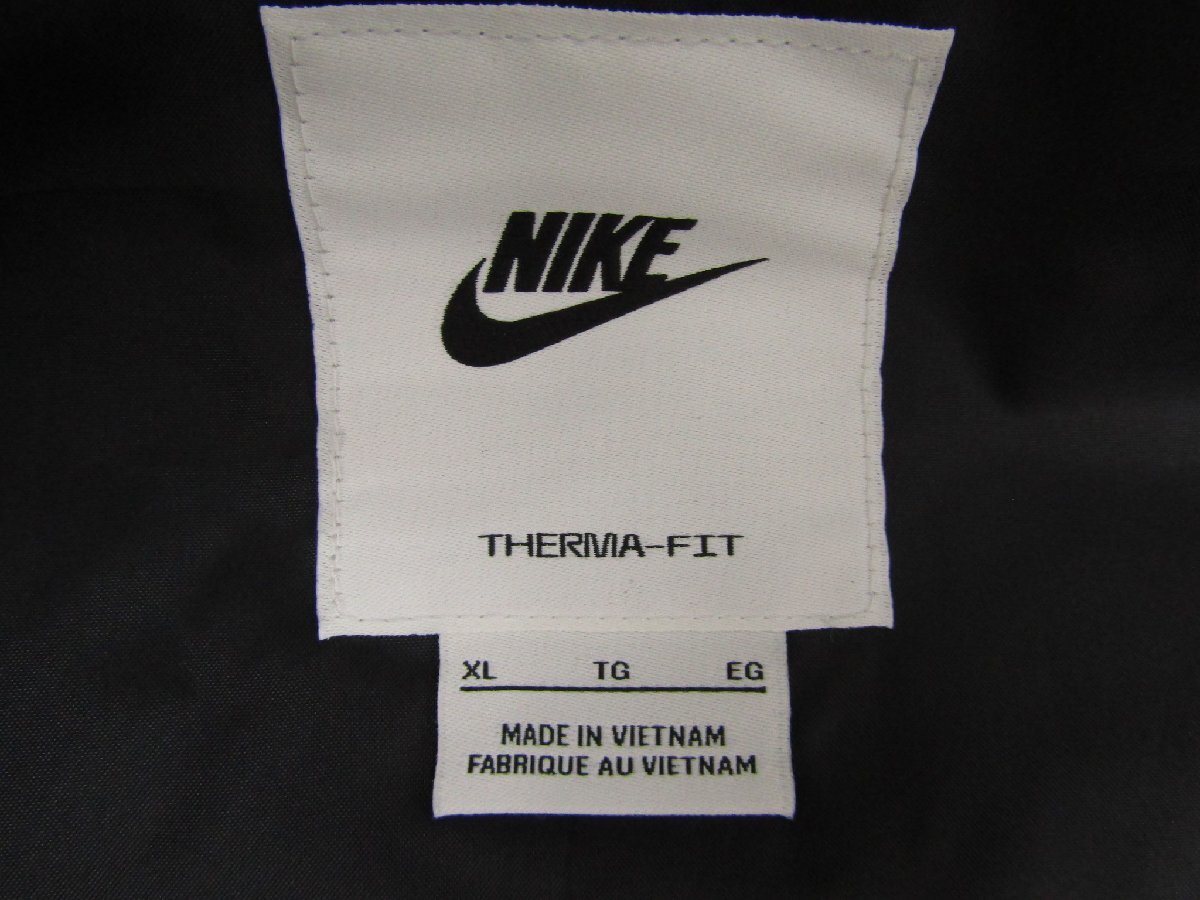 NIKE
THERMA-FIT
XL TG EG
MADE IN VIETNAM
FABRIQUE AU VIETNAM